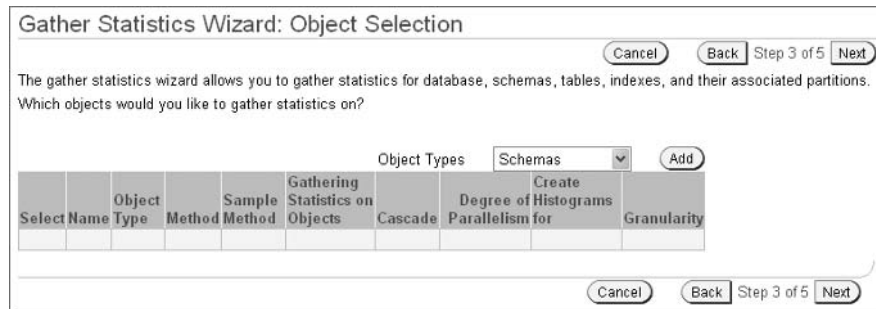 Gather Statistics Wizard: Object Selection
Cancel Back Step 3 of 5 Next
The gather statistics wizard allows you to gather statistics for database, schemas, tables, indexes, and their associated partitions.
Which objects would you like to gather statistics on?
Object Types Schemas Add
Select Name Object Type Method Sample Method Gathering Statistics on Objects Cascade Degree of Parallelism Create Histograms for Granularity
Cancel Back Step 3 of 5 Next